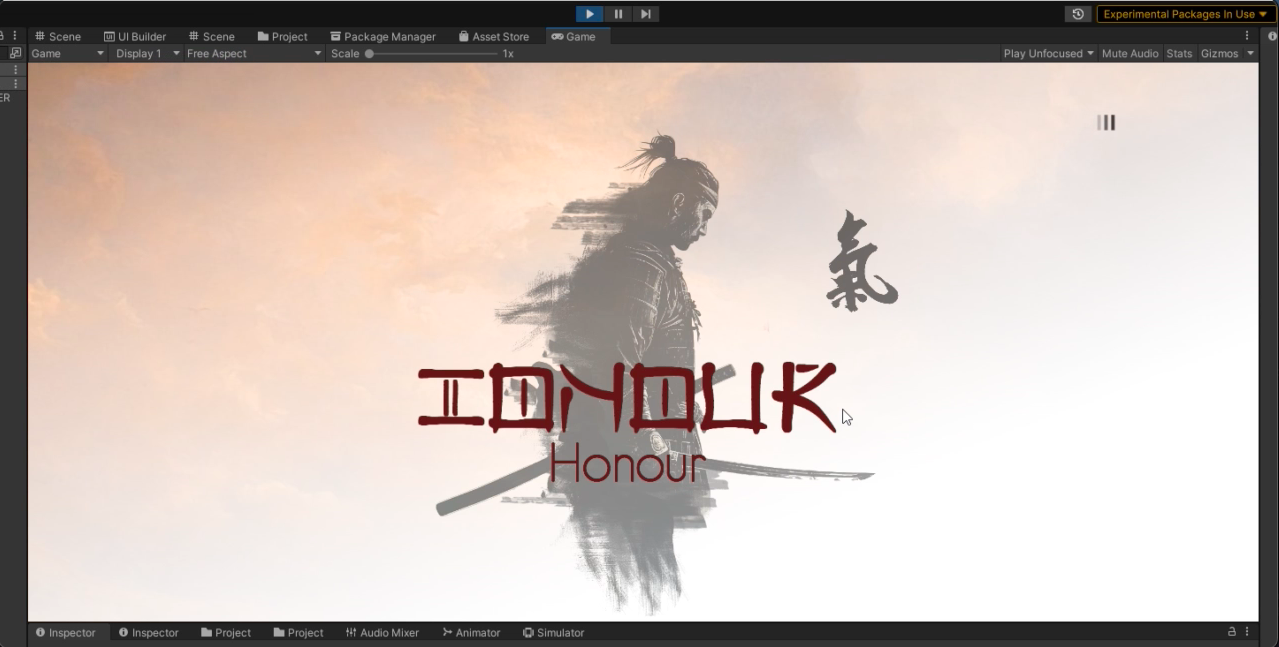 Experimental Packages In Use
Scene
UI Builder
Scene
Project
Package Manager
Asset Store
Game
Game
Display 1
Free Aspect
Scale
1x
Play Unfocused
Mute Audio
Stats
Gizmos
ER
氣
HONOUR
Honour
Inspector
Inspector
Project
Project
Audio Mixer
Animator
Simulator